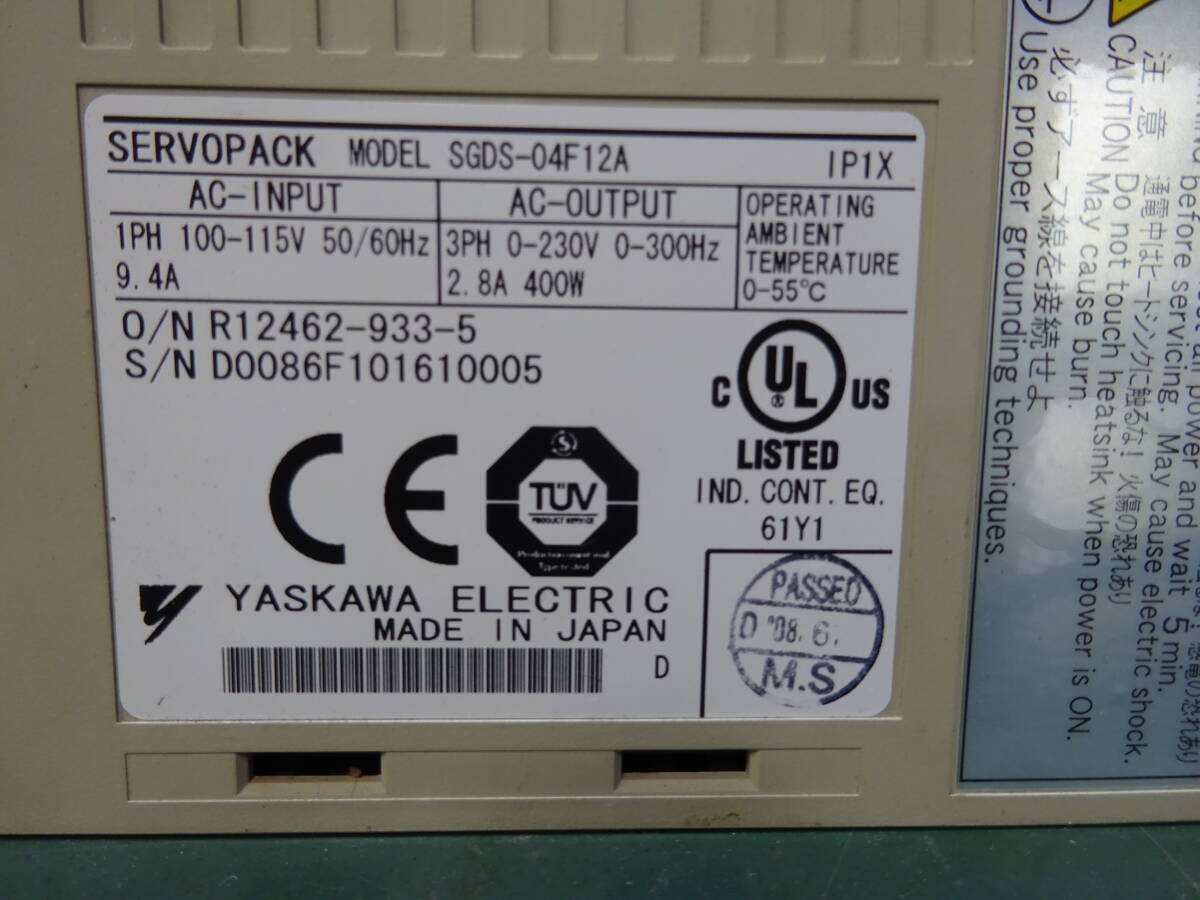 SERVOPACK MODEL SGDS-04F12A IP1X
AC-INPUT
1PH 100-115V 50/60Hz
9.4A
AC-OUTPUT
3PH 0-230V 0-300Hz
2.8A 400W
OPERATING
AMBIENT
TEMPERATURE
0-55℃
O/N R12462-933-5
S/N D0086F101610005
CE
TÜV
PRODUCT SERVICE
C UL ® US
LISTED
IND. CONT. EQ.
61Y1
YASKAWA ELECTRIC
MADE IN JAPAN
D
PASSED
D '08.6.
M.S
power and wait 5 min.
before servicing. May cause electric shock.
注意 通電中はヒートシンクに触るな! 火傷の恐れあり
CAUTION Do not touch heatsink when power is ON.
May cause burn.
必ずアース線を接続せよ
Use proper grounding techniques.